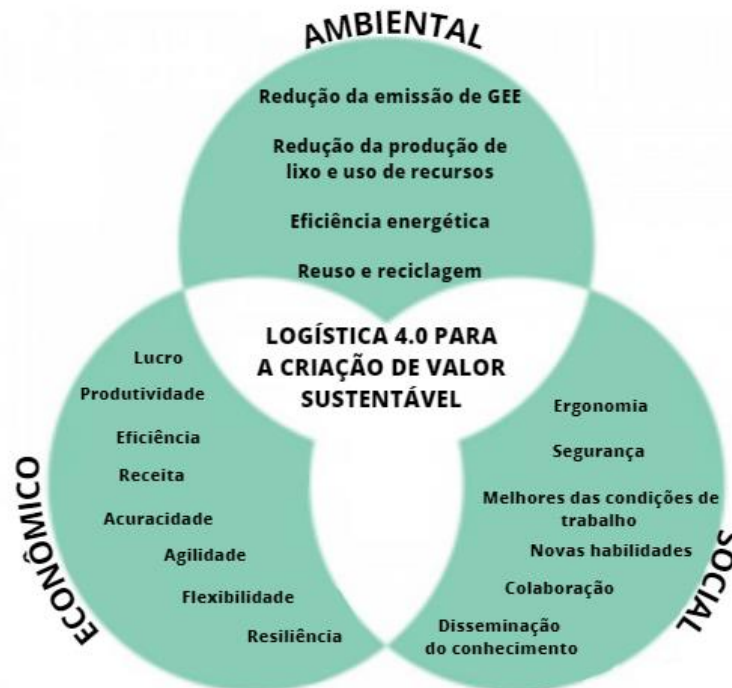 AMBIENTAL
Redução da emissão de GEE
Redução da produção de
lixo e uso de recursos
Eficiência energética
Reuso e reciclagem
LOGÍSTICA 4.0 PARA
A CRIAÇÃO DE VALOR
SUSTENTÁVEL
ECONÔMICO
Lucro
Produtividade
Eficiência
Receita
Acuracidade
Agilidade
Flexibilidade
Resiliência
SOCIAL
Ergonomia
Segurança
Melhores das condições de
trabalho
Novas habilidades
Colaboração
Disseminação
do conhecimento